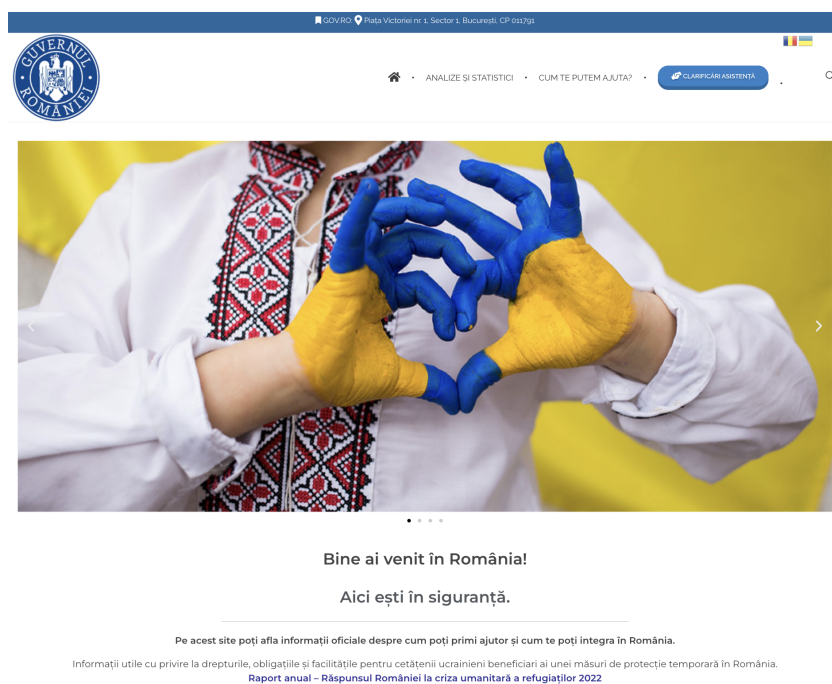 GOV.RO: Piața Victoriei nr. 1, Sector 1, București, CP 011791
GUVERNUL ROMÂNIEI
ANALIZE ȘI STATISTICI • CUM TE PUTEM AJUTA? • CLARIFICĂRI ASISTENȚĂ
Bine ai venit în România!
Aici ești în siguranță.
Pe acest site poți afla informații oficiale despre cum poți primi ajutor și cum te poți integra în România.
Informații utile cu privire la drepturile, obligațiile și facilitățile pentru cetățenii ucrainieni beneficiari ai unei măsuri de protecție temporară în România.
Raport anual – Răspunsul României la criza umanitară a refugiaților 2022